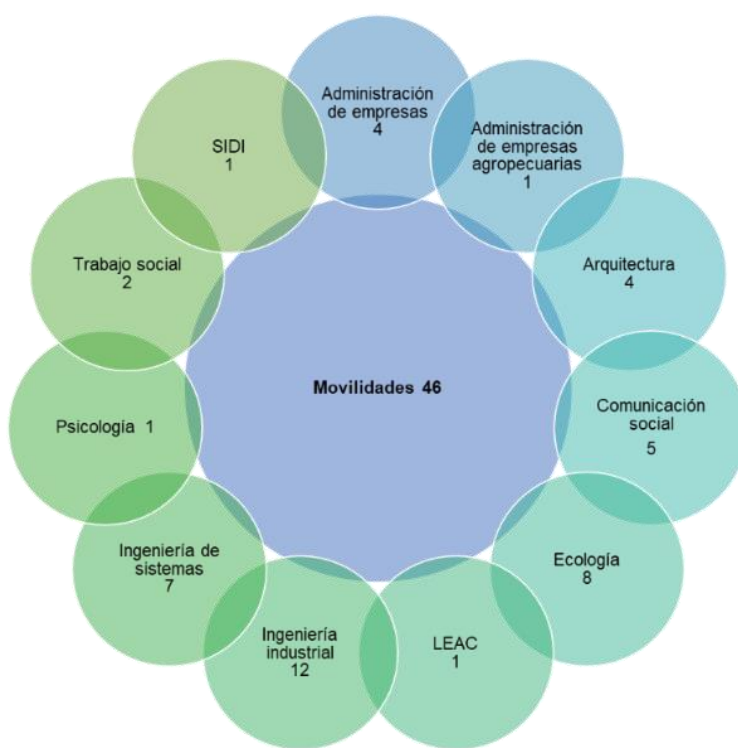 Administración
de empresas
4
Administración
de empresas
agropecuarias
1
Arquitectura
4
Comunicación
social
5
Ecología
8
LEAC
1
Ingeniería
industrial
12
Ingeniería de
sistemas
7
Psicología 1
Trabajo social
2
SIDI
1
Movilidades 46